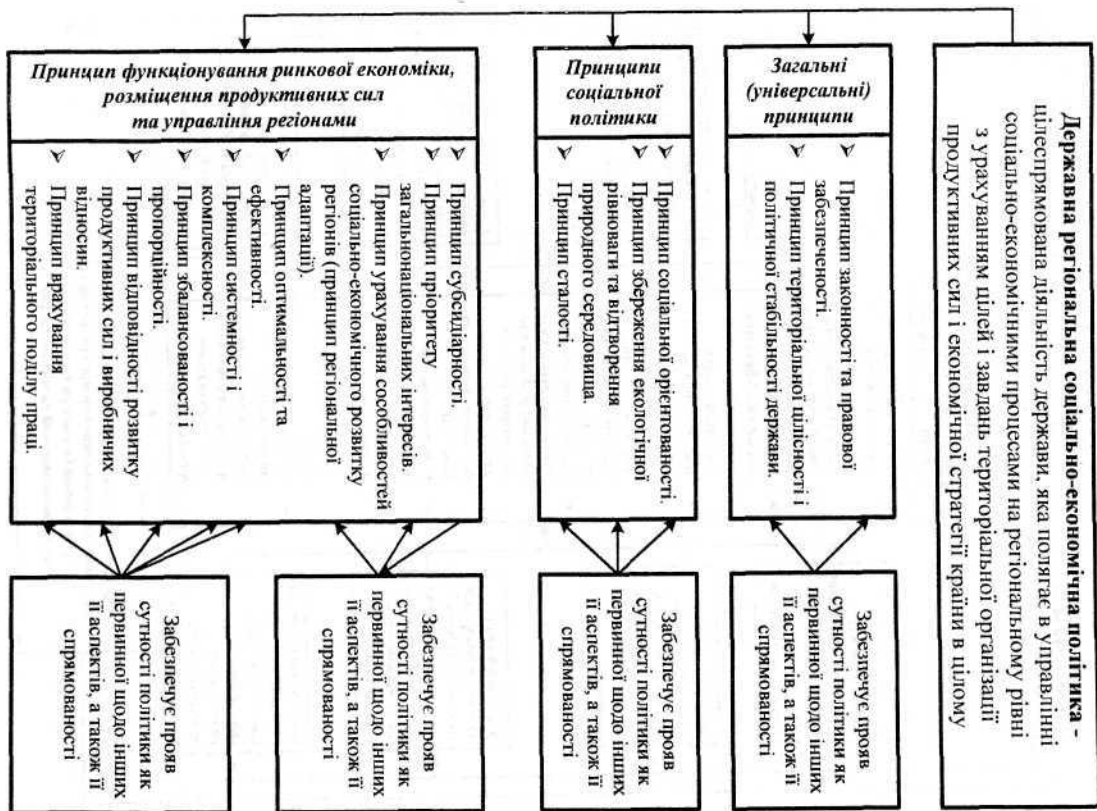 Державна регіональна соціально-економічна політика -
цілеспрямована діяльність держави, яка полягає в управлінні
соціально-економічними процесами на регіональному рівні
з урахуванням цілей і завдань територіальної організації
продуктивних сил і економічної стратегії країни в цілому
Загальні
(універсальні)
принципи
Принцип законності та правової
забезпеченості.
Принцип територіальної цілісності і
політичної стабільності держави.
Забезпечує прояв
сутності політики як
первинної щодо інших
її аспектів, а також її
спрямованості
Принципи
соціальної
політики
Принцип соціальної орієнтованості.
Принцип збереження екологічної
рівноваги та відтворення
природного середовища.
Принцип сталості.
Забезпечує прояв
сутності політики як
первинної щодо інших
її аспектів, а також її
спрямованості
Принцип функціонування ринкової економіки,
розміщення продуктивних сил
та управління регіонами
Принцип субсидіарності.
Принцип пріоритету
загальнонаціональних інтересів.
Принцип урахування сособливостей
соціально-економічного розвитку
регіонів (принцип регіональної
адаптації).
Принцип оптимальності та
ефективності.
Принцип системності і
комплексності.
Принцип збалансованості і
пропорційності.
Принцип відповідності розвитку
продуктивних сил і виробничих
відносин.
Принцип врахування
територіального поділу праці.
Забезпечує прояв
сутності політики як
первинної щодо інших
її аспектів, а також її
спрямованості
Забезпечує прояв
сутності політики як
первинної щодо інших
її аспектів, а також її
спрямованості